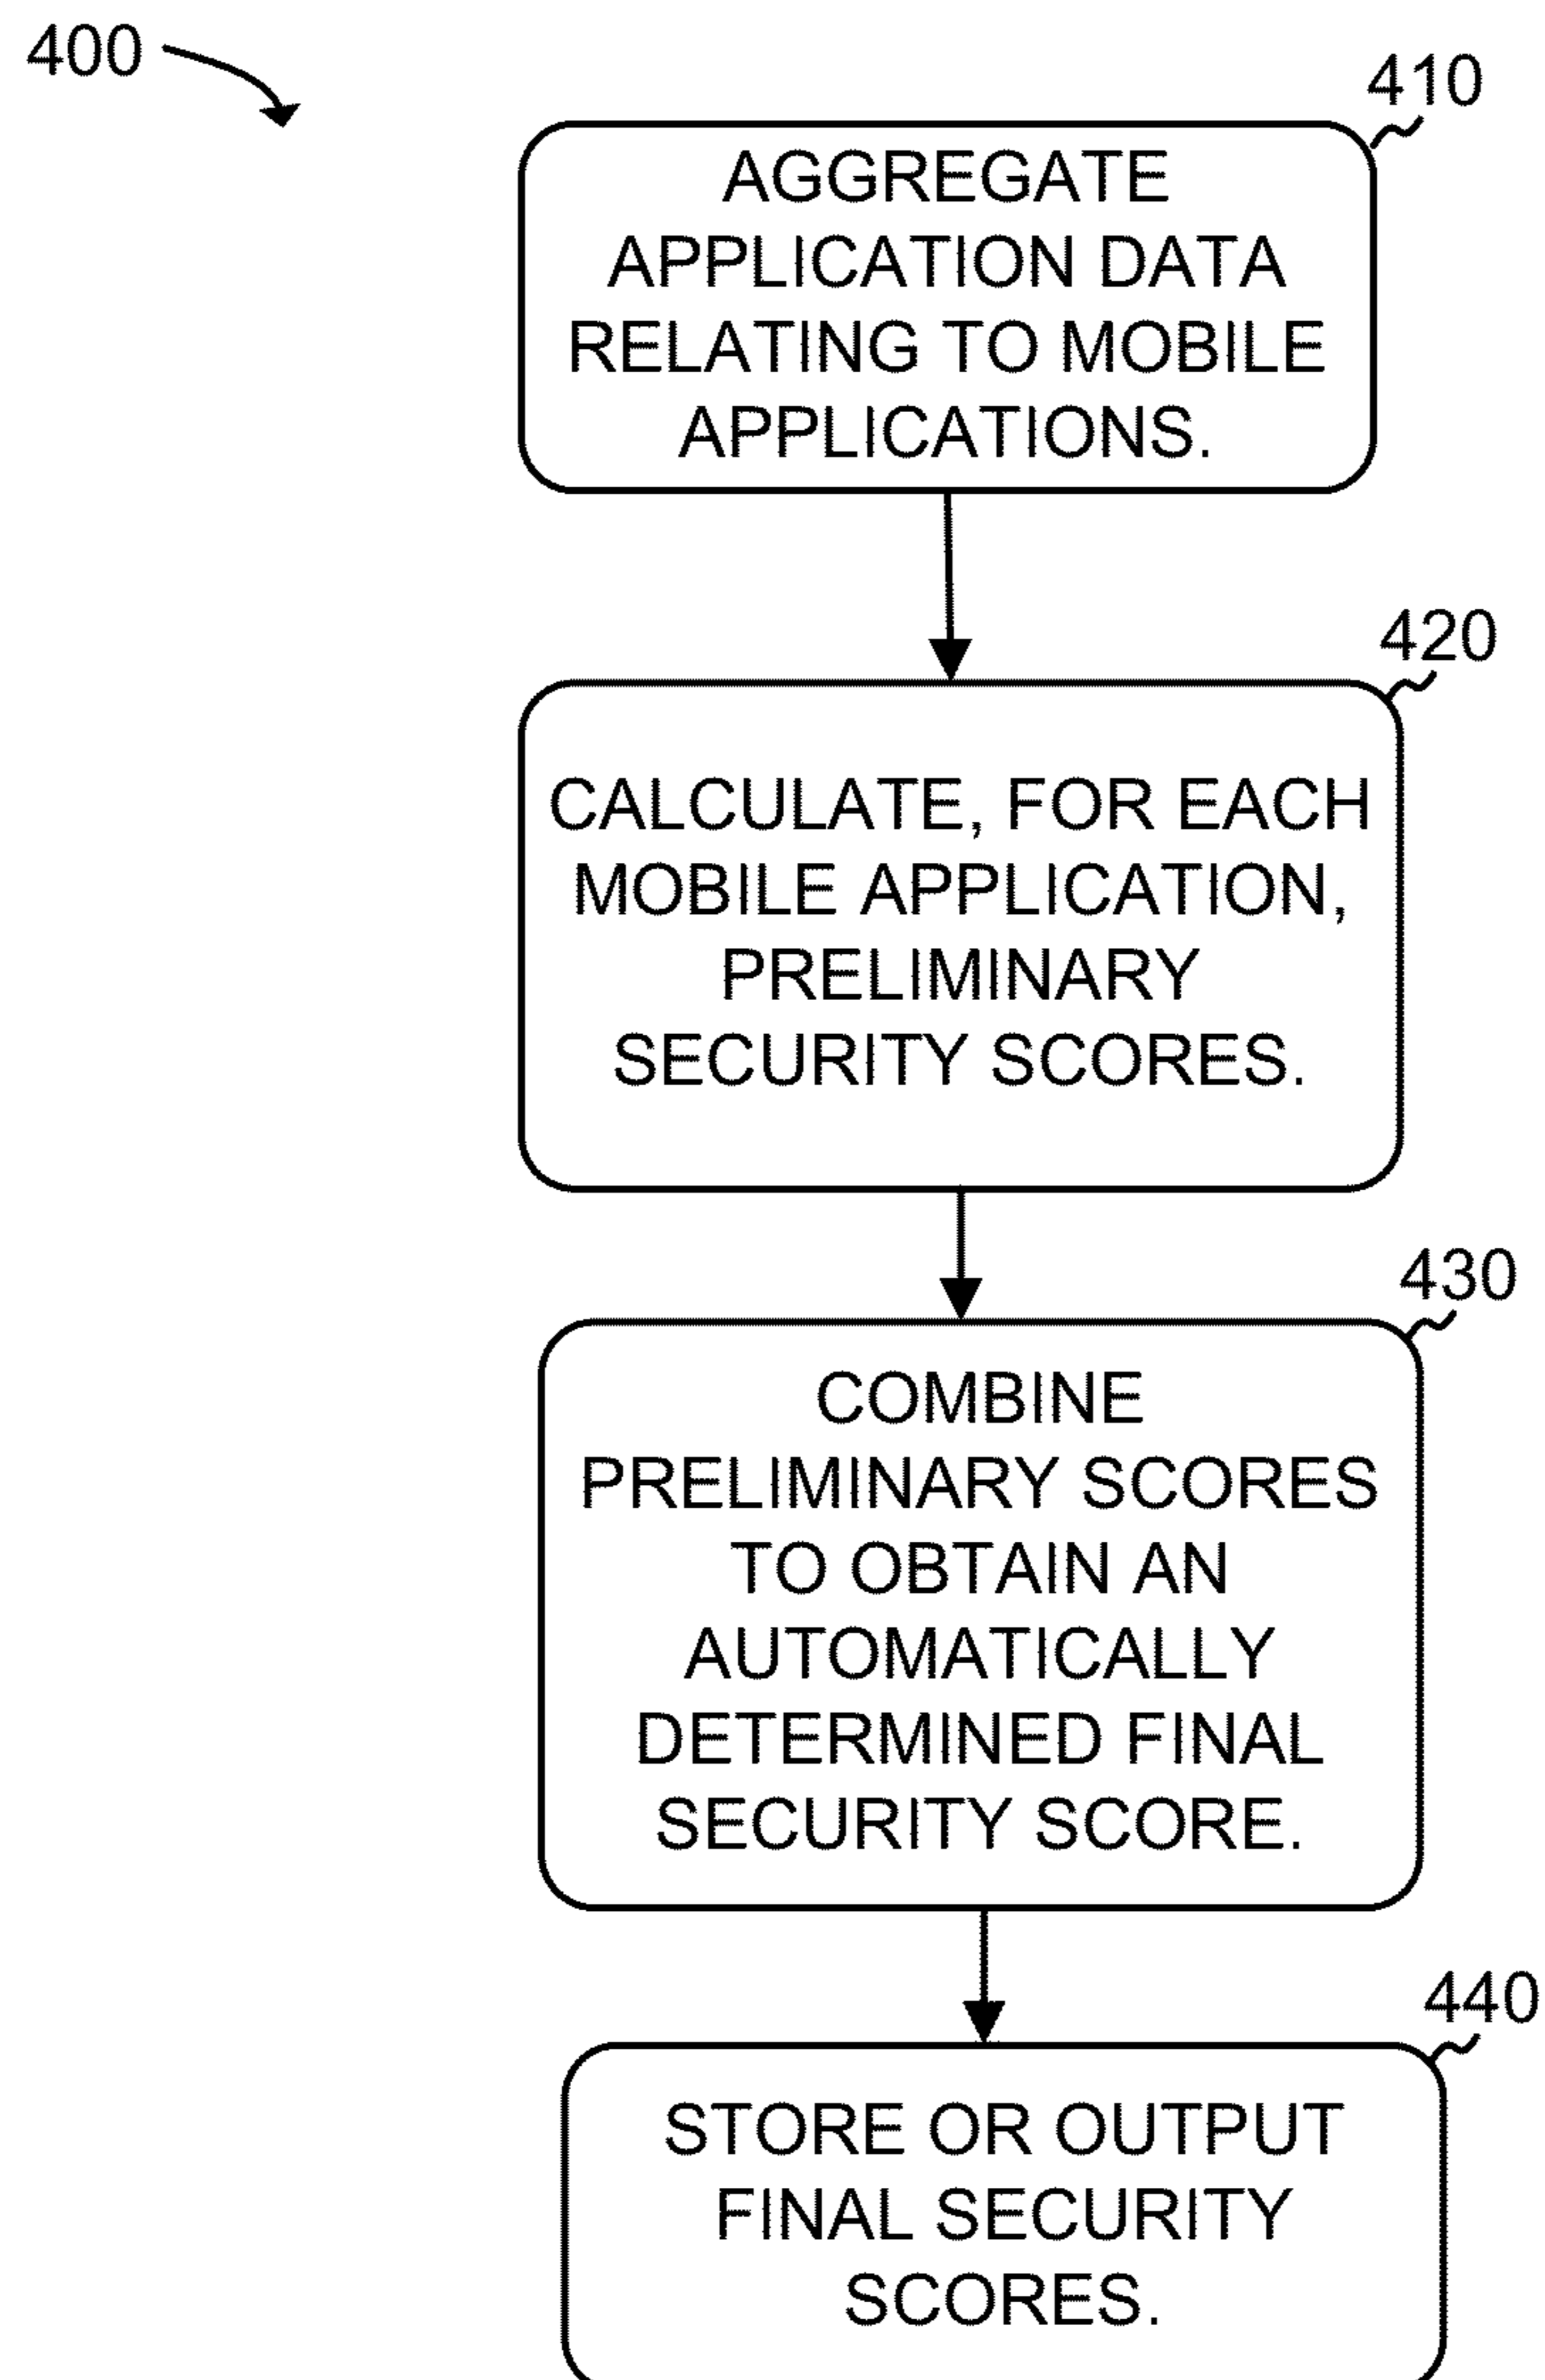 400
410
AGGREGATE
APPLICATION DATA
RELATING TO MOBILE
APPLICATIONS.
420
CALCULATE, FOR EACH
MOBILE APPLICATION,
PRELIMINARY
SECURITY SCORES.
430
COMBINE
PRELIMINARY SCORES
TO OBTAIN AN
AUTOMATICALLY
DETERMINED FINAL
SECURITY SCORE.
440
STORE OR OUTPUT
FINAL SECURITY
SCORES.